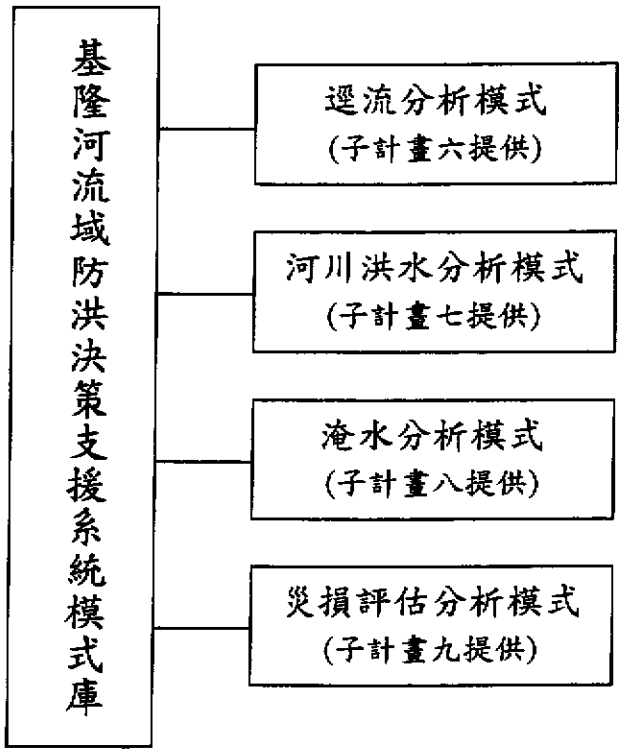 基隆河流域防洪決策支援系統模式庫
逕流分析模式
(子計畫六提供)
河川洪水分析模式
(子計畫七提供)
淹水分析模式
(子計畫八提供)
災損評估分析模式
(子計畫九提供)